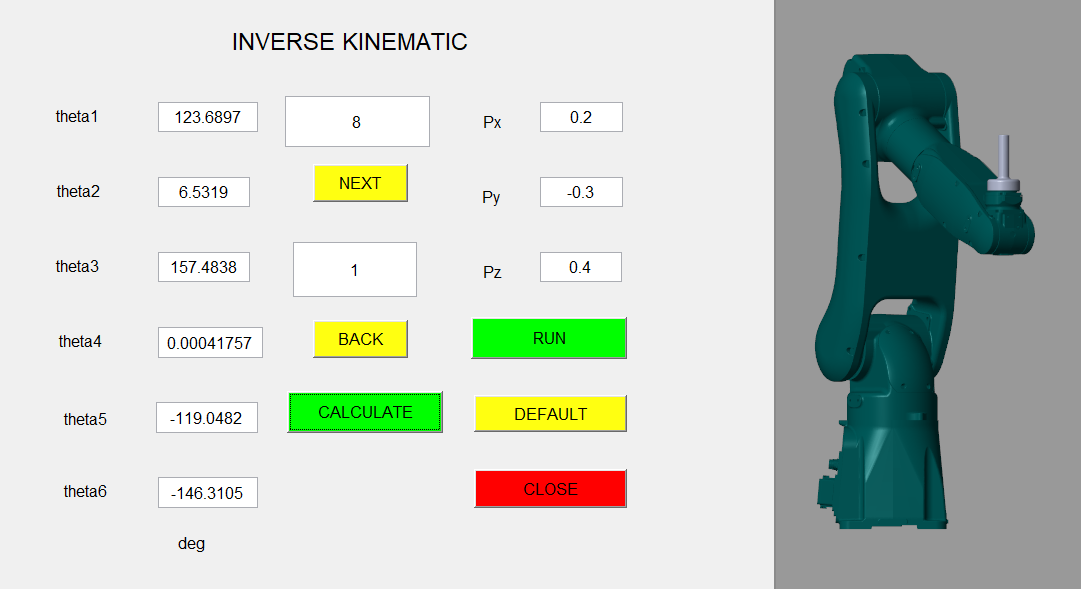 INVERSE KINEMATIC
theta1 123.6897 8 Px 0.2
NEXT
theta2 6.5319 Py -0.3
theta3 157.4838 1 Pz 0.4
theta4 0.00041757 BACK RUN
theta5 -119.0482 CALCULATE DEFAULT
theta6 -146.3105 CLOSE
deg